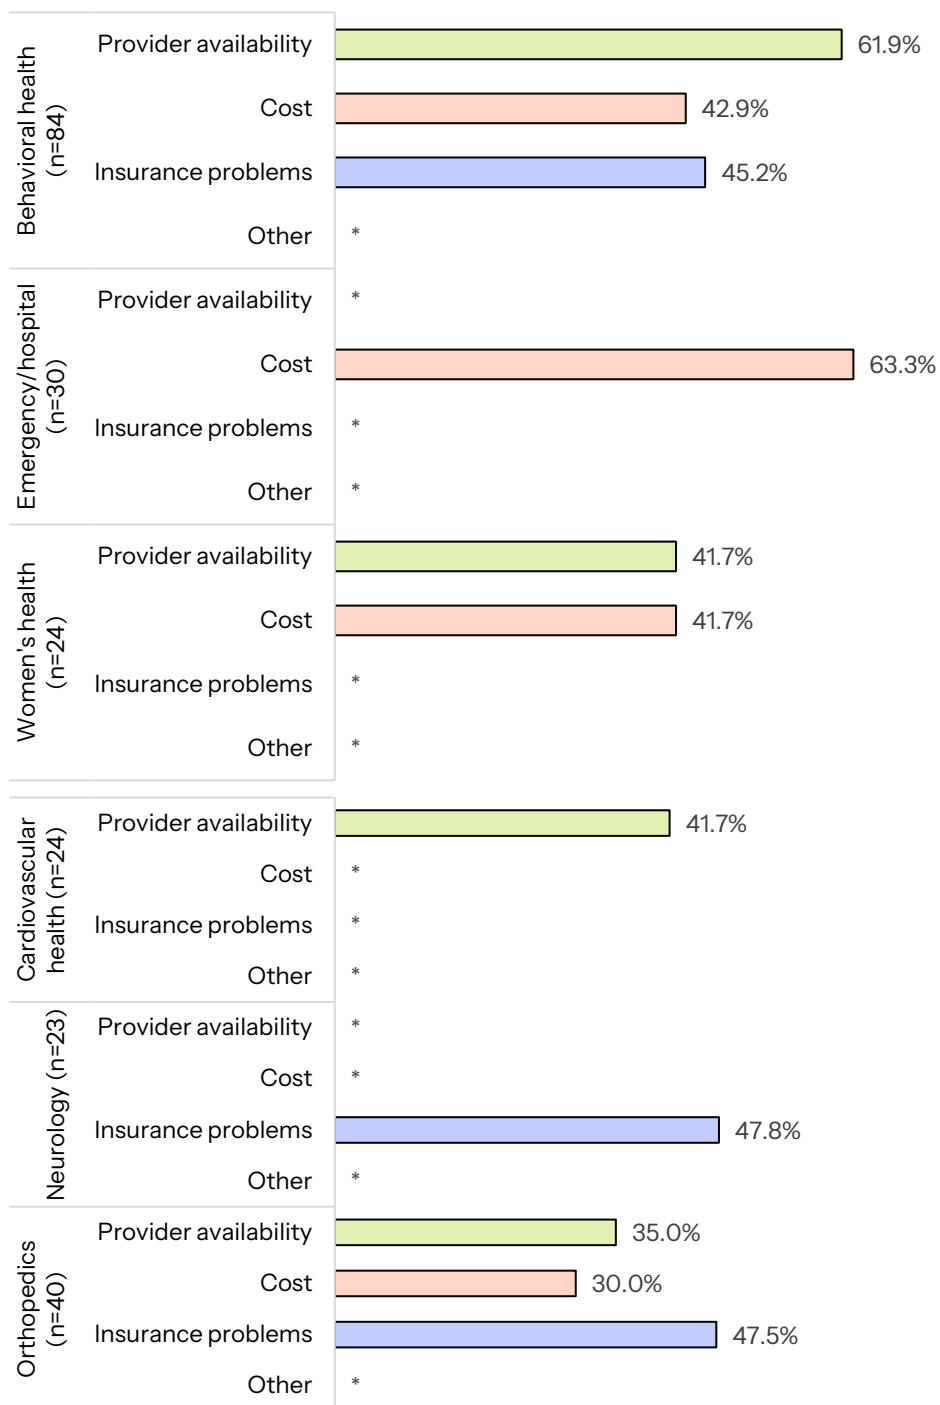 Behavioral health
(n=84)
Provider availability 61.9%
Cost 42.9%
Insurance problems 45.2%
Other *
Emergency/hospital
(n=30)
Provider availability *
Cost 63.3%
Insurance problems *
Other *
Women's health
(n=24)
Provider availability 41.7%
Cost 41.7%
Insurance problems *
Other *
Cardiovascular
health (n=24)
Provider availability 41.7%
Cost *
Insurance problems *
Other *
Neurology (n=23)
Provider availability *
Cost *
Insurance problems 47.8%
Other *
Orthopedics
(n=40)
Provider availability 35.0%
Cost 30.0%
Insurance problems 47.5%
Other *